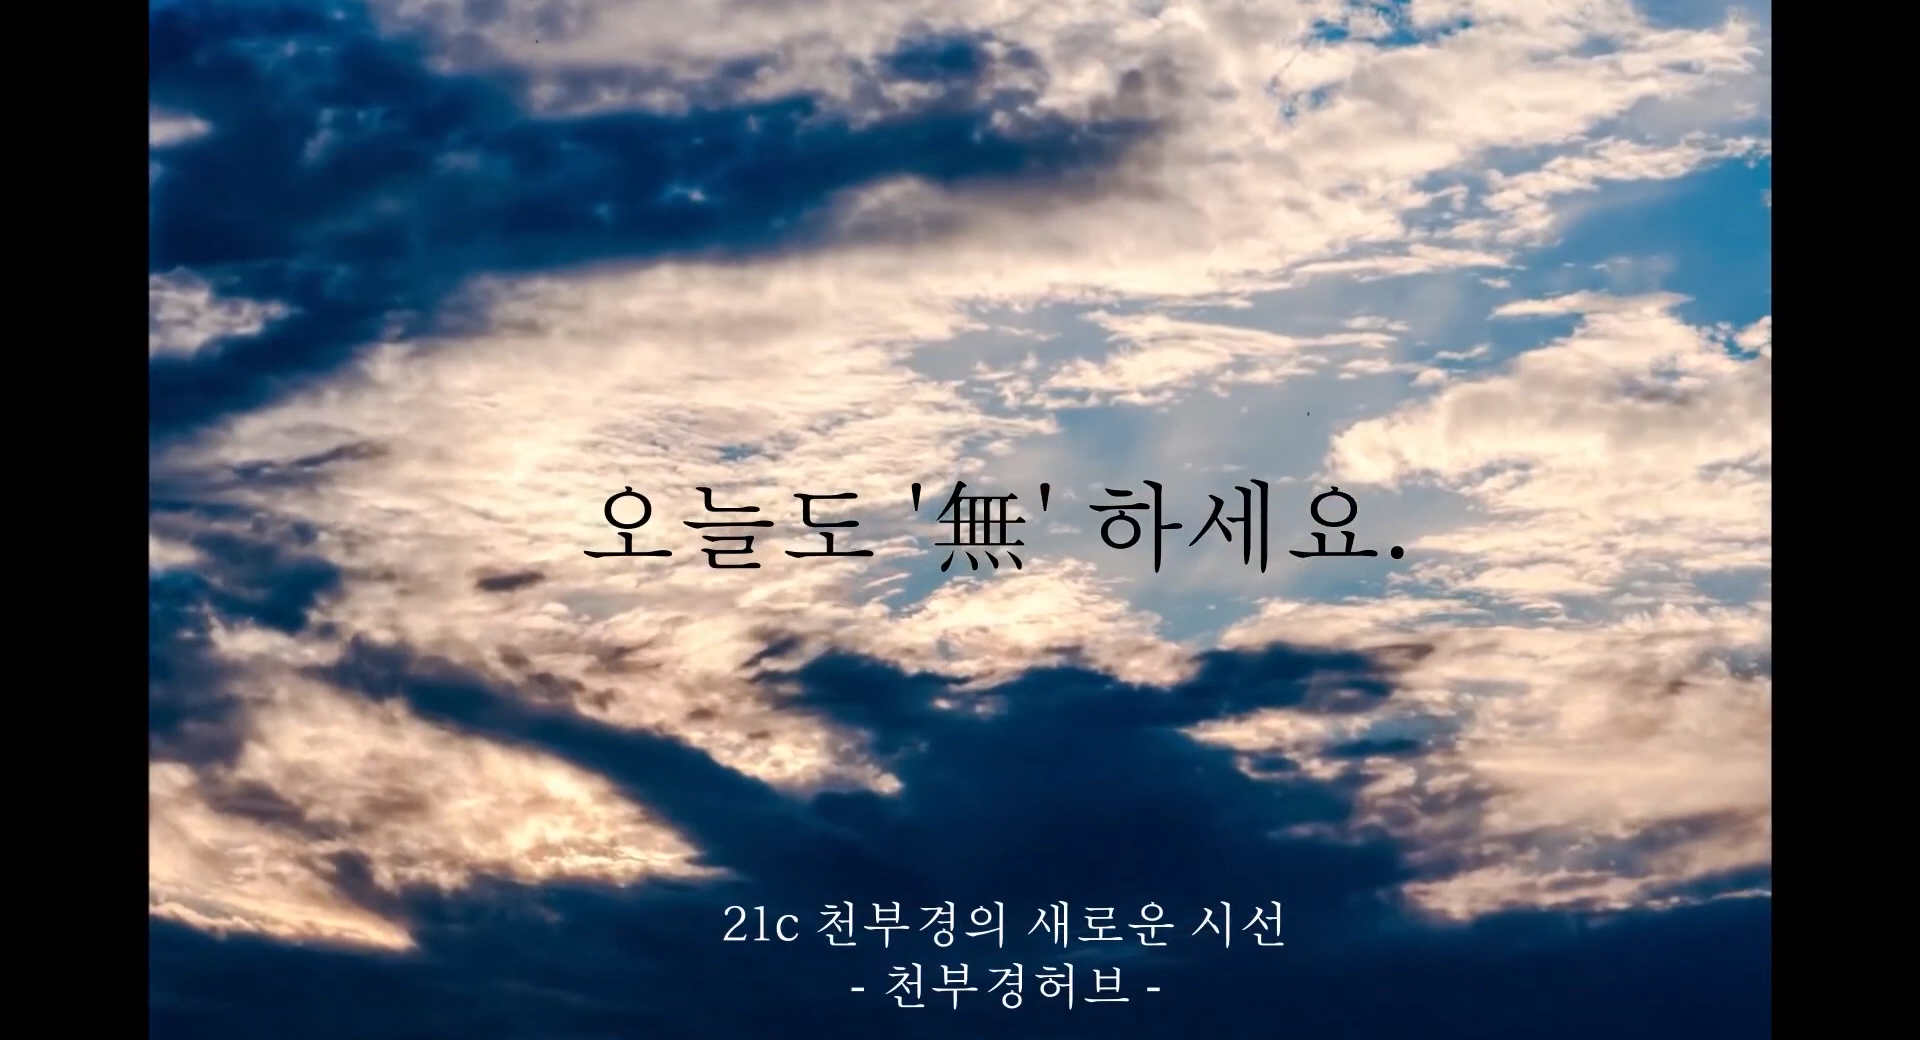 오늘도 '無' 하세요.
21c 천부경의 새로운 시선
- 천부경허브 -